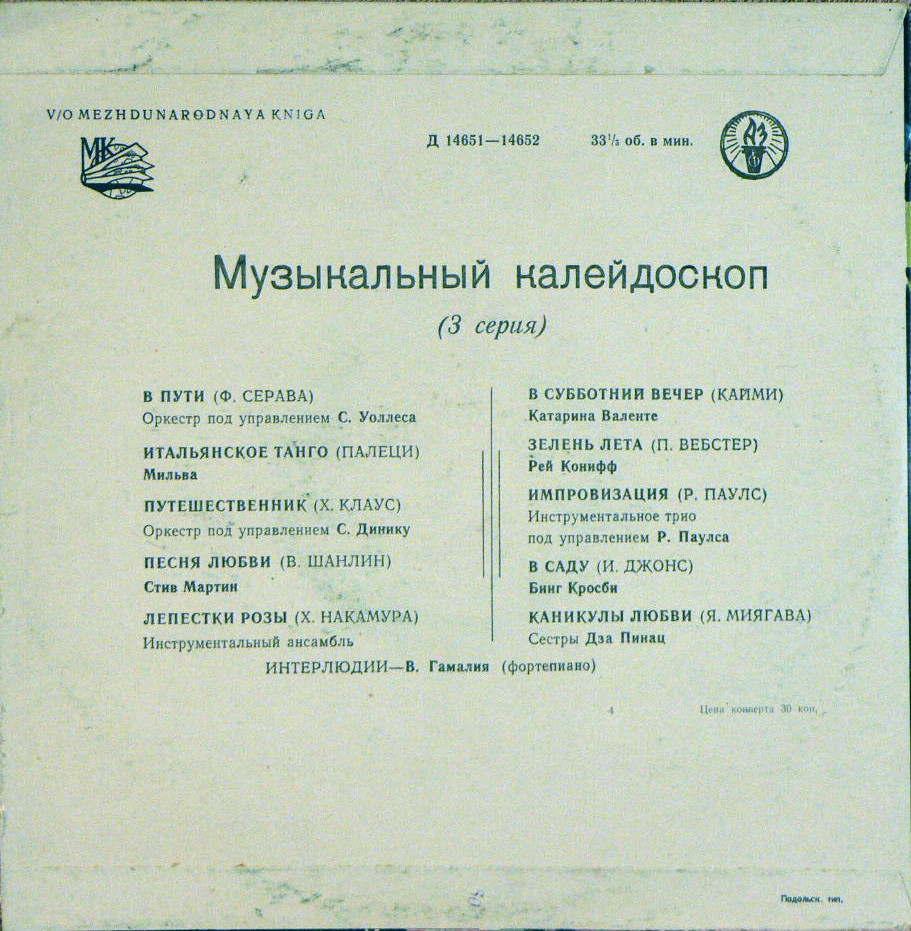 V/O MEZHDUNARODNAYA KNIGA
МК
Д 14651—14652 33⅓ об. в мин.
АЗ
Музыкальный калейдоскоп
(3 серия)
В ПУТИ (Ф. СЕРАВА)
Оркестр под управлением С. Уоллеса
ИТАЛЬЯНСКОЕ ТАНГО (ПАЛЕЦИ)
Мильва
ПУТЕШЕСТВЕННИК (Х. КЛАУС)
Оркестр под управлением С. Динику
ПЕСНЯ ЛЮБВИ (В. ШАНЛИН)
Стив Мартин
ЛЕПЕСТКИ РОЗЫ (Х. НАКАМУРА)
Инструментальный ансамбль
В СУББОТНИЙ ВЕЧЕР (КАЙМИ)
Катарина Валенте
ЗЕЛЕНЬ ЛЕТА (П. ВЕБСТЕР)
Рей Конифф
ИМПРОВИЗАЦИЯ (Р. ПАУЛС)
Инструментальное трио
под управлением Р. Паулса
В САДУ (И. ДЖОНС)
Бинг Кросби
КАНИКУЛЫ ЛЮБВИ (Я. МИЯГАВА)
Сестры Дза Пинац
ИНТЕРЛЮДИИ—В. Гамалия (фортепиано)
4 Цена конверта 30 коп.
Подольск. тип.